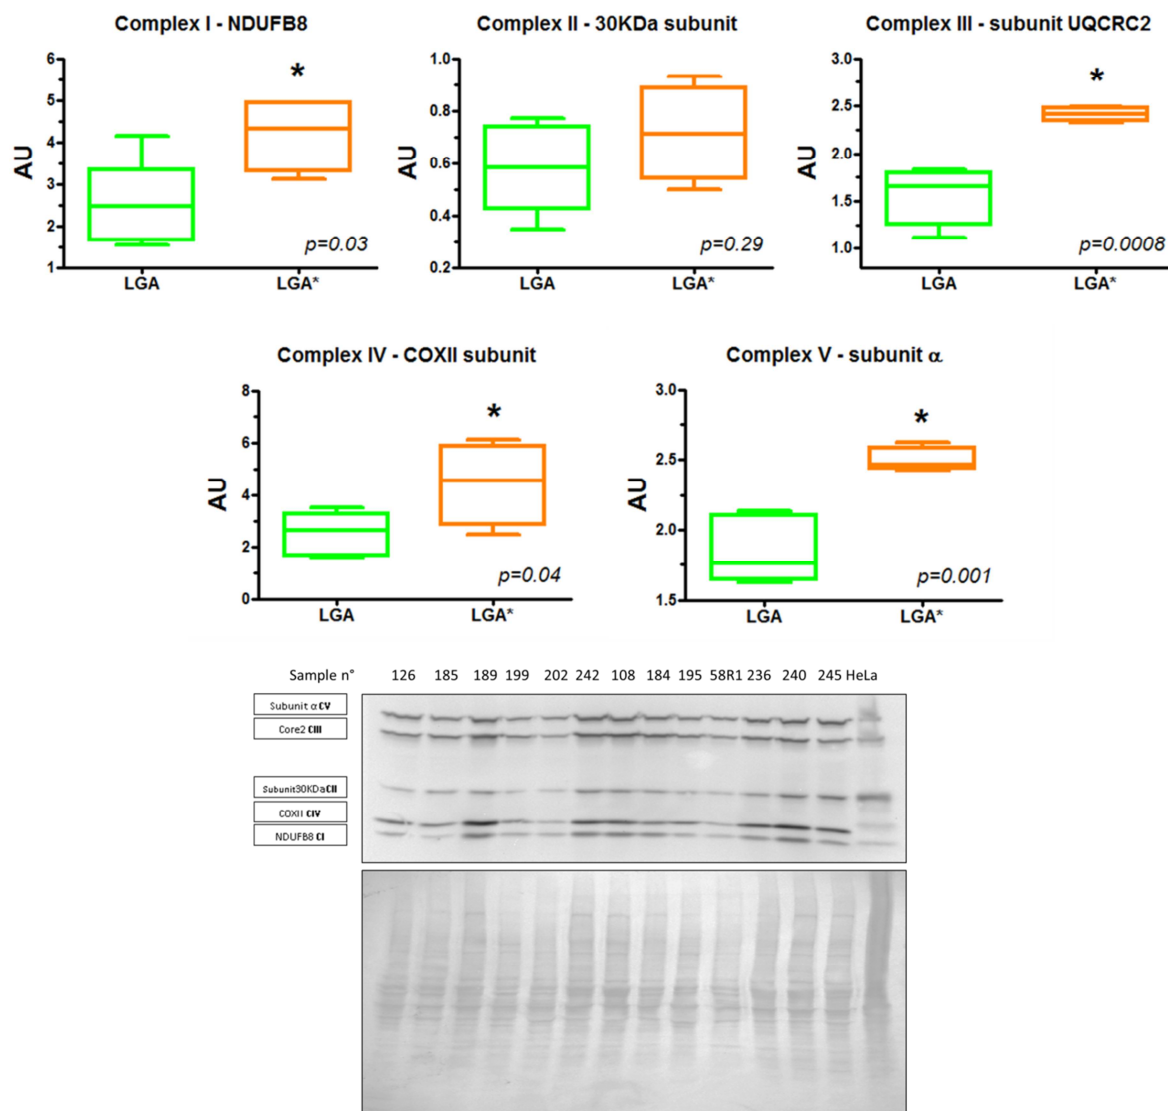 Complex I - NDUFB8
Complex II - 30KDa subunit
Complex III - subunit UQCRC2
AU
6
5
4
3
2
1
*
p=0.03
LGA
LGA*
AU
1.0
0.8
0.6
0.4
0.2
p=0.29
LGA
LGA*
AU
3.0
2.5
2.0
1.5
1.0
*
p=0.0008
LGA
LGA*
Complex IV - COXII subunit
Complex V - subunit α
AU
8
6
4
2
0
*
p=0.04
LGA
LGA*
AU
3.0
2.5
2.0
1.5
*
p=0.001
LGA
LGA*
Sample n° 126 185 189 199 202 242 108 184 195 58R1 236 240 245 HeLa
Subunit α CV
Core2 CIII
Subunit30KDa CII
COXII CIV
NDUFB8 CI